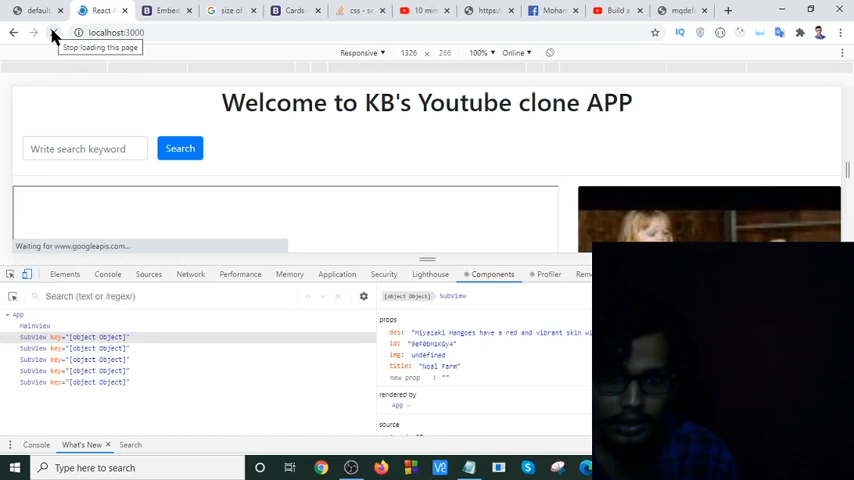 default
React A
Embed
size of
Cards
css - se
10 min
https:/
Mohan
Build a
mqdef
localhost:3000
Stop loading this page
Responsive
1326 × 266
100%
Online
Welcome to KB's Youtube clone APP
Write search keyword
Search
Waiting for www.googleapis.com...
Elements
Console
Sources
Network
Performance
Memory
Application
Security
Lighthouse
Components
Profiler
Search (text or /regex/)
[object Object]
SubView
App
MainView
SubView key="[object Object]"
SubView key="[object Object]"
SubView key="[object Object]"
SubView key="[object Object]"
SubView key="[object Object]"
props
des: "Miyazaki Mangoes have a red and vibrant skin wi
img: undefined
title: "Noal Farm"
new prop : ""
rendered by
App
source
Console
What's New
Search
Type here to search